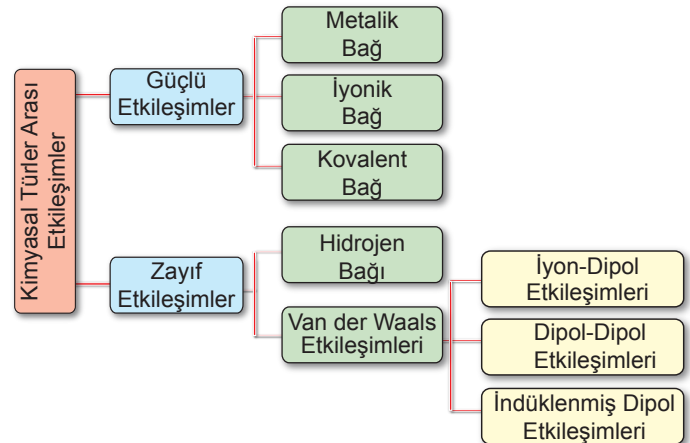 Kimyasal Türler Arası
Etkileşimler
Güçlü
Etkileşimler
Metalik
Bağ
İyonik
Bağ
Kovalent
Bağ
Zayıf
Etkileşimler
Hidrojen
Bağı
Van der Waals
Etkileşimleri
İyon-Dipol
Etkileşimleri
Dipol-Dipol
Etkileşimleri
İndüklenmiş Dipol
Etkileşimleri